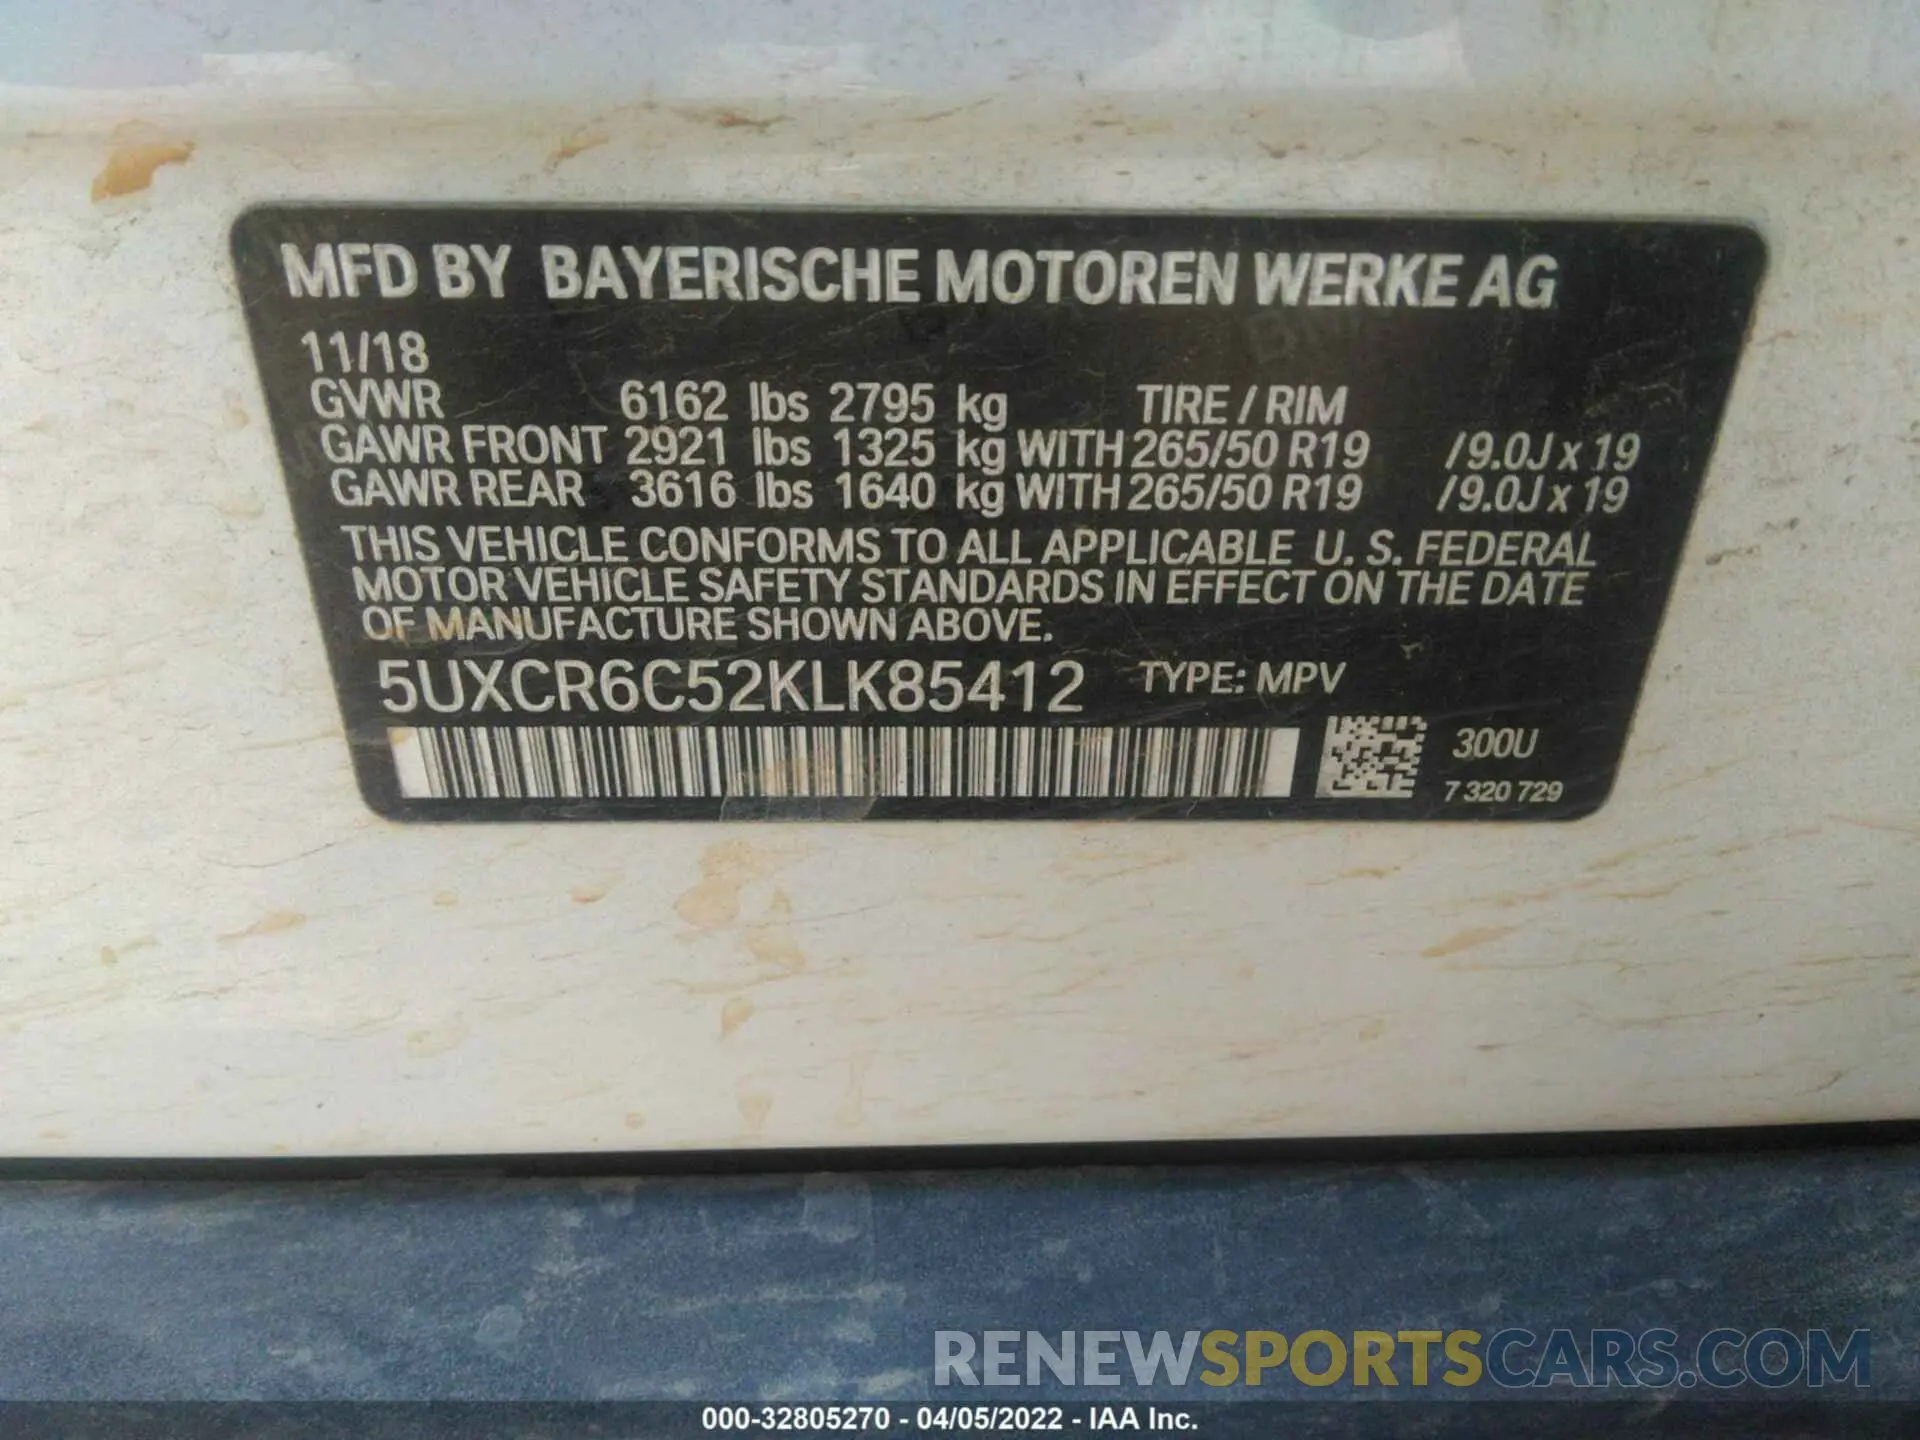 MFD BY BAYERISCHE MOTOREN WERKE AG
11/18
GVWR 6162 lbs 2795 kg TIRE / RIM
GAWR FRONT 2921 lbs 1325 kg WITH 265/50 R19 /9.0J x 19
GAWR REAR 3616 lbs 1640 kg WITH 265/50 R19 /9.0J x 19
THIS VEHICLE CONFORMS TO ALL APPLICABLE U. S. FEDERAL
MOTOR VEHICLE SAFETY STANDARDS IN EFFECT ON THE DATE
OF MANUFACTURE SHOWN ABOVE.
5UXCR6C52KLK85412 TYPE: MPV
300U
7 320 729
RENEWSPORTSCARS.COM
000-32805270 - 04/05/2022 - IAA Inc.